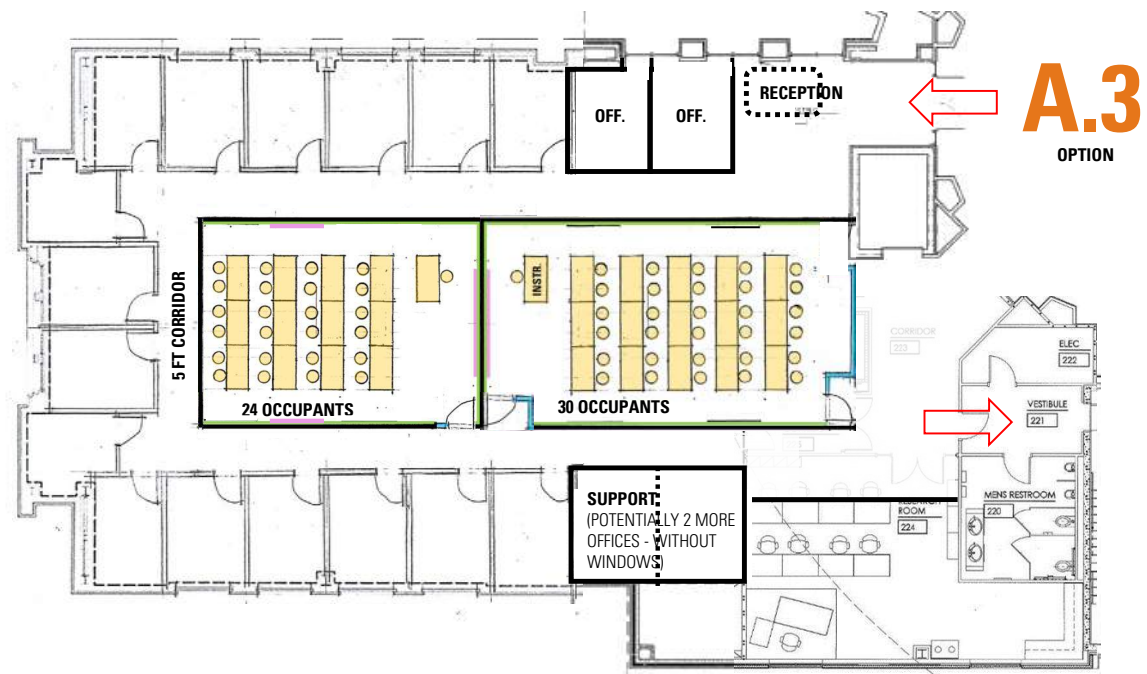 A.3
OPTION
RECEPTION
OFF.
OFF.
5 FT CORRIDOR
INSTR.
24 OCCUPANTS
30 OCCUPANTS
CORRIDOR
223
ELEC
222
VESTIBULE
221
MENS RESTROOM
220
RESEARCH
ROOM
224
SUPPORT
(POTENTIALLY 2 MORE
OFFICES - WITHOUT
WINDOWS)